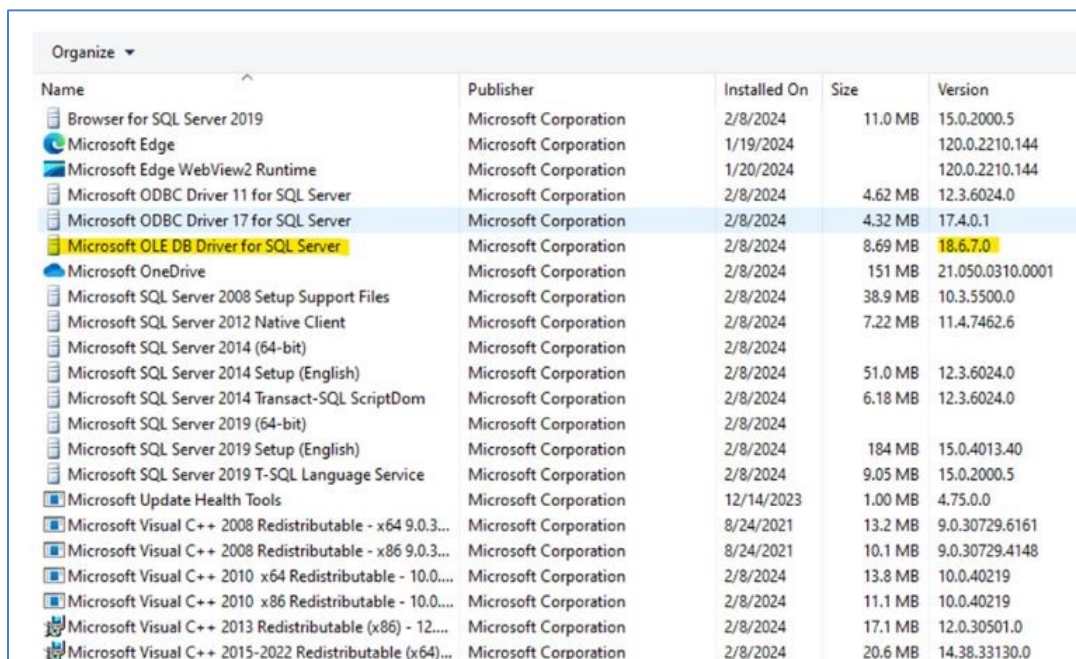 Organize
Name Publisher Installed On Size Version
Browser for SQL Server 2019 Microsoft Corporation 2/8/2024 11.0 MB 15.0.2000.5
Microsoft Edge Microsoft Corporation 1/19/2024 120.0.2210.144
Microsoft Edge WebView2 Runtime Microsoft Corporation 1/20/2024 120.0.2210.144
Microsoft ODBC Driver 11 for SQL Server Microsoft Corporation 2/8/2024 4.62 MB 12.3.6024.0
Microsoft ODBC Driver 17 for SQL Server Microsoft Corporation 2/8/2024 4.32 MB 17.4.0.1
Microsoft OLE DB Driver for SQL Server Microsoft Corporation 2/8/2024 8.69 MB 18.6.7.0
Microsoft OneDrive Microsoft Corporation 2/8/2024 151 MB 21.050.0310.0001
Microsoft SQL Server 2008 Setup Support Files Microsoft Corporation 2/8/2024 38.9 MB 10.3.5500.0
Microsoft SQL Server 2012 Native Client Microsoft Corporation 2/8/2024 7.22 MB 11.4.7462.6
Microsoft SQL Server 2014 (64-bit) Microsoft Corporation 2/8/2024
Microsoft SQL Server 2014 Setup (English) Microsoft Corporation 2/8/2024 51.0 MB 12.3.6024.0
Microsoft SQL Server 2014 Transact-SQL ScriptDom Microsoft Corporation 2/8/2024 6.18 MB 12.3.6024.0
Microsoft SQL Server 2019 (64-bit) Microsoft Corporation 2/8/2024
Microsoft SQL Server 2019 Setup (English) Microsoft Corporation 2/8/2024 184 MB 15.0.4013.40
Microsoft SQL Server 2019 T-SQL Language Service Microsoft Corporation 2/8/2024 9.05 MB 15.0.2000.5
Microsoft Update Health Tools Microsoft Corporation 12/14/2023 1.00 MB 4.75.0.0
Microsoft Visual C++ 2008 Redistributable - x64 9.0.3... Microsoft Corporation 8/24/2021 13.2 MB 9.0.30729.6161
Microsoft Visual C++ 2008 Redistributable - x86 9.0.3... Microsoft Corporation 8/24/2021 10.1 MB 9.0.30729.4148
Microsoft Visual C++ 2010 x64 Redistributable - 10.0.... Microsoft Corporation 2/8/2024 13.8 MB 10.0.40219
Microsoft Visual C++ 2010 x86 Redistributable - 10.0.... Microsoft Corporation 2/8/2024 11.1 MB 10.0.40219
Microsoft Visual C++ 2013 Redistributable (x86) - 12.... Microsoft Corporation 2/8/2024 17.1 MB 12.0.30501.0
Microsoft Visual C++ 2015-2022 Redistributable (x64)... Microsoft Corporation 2/8/2024 20.6 MB 14.38.33130.0